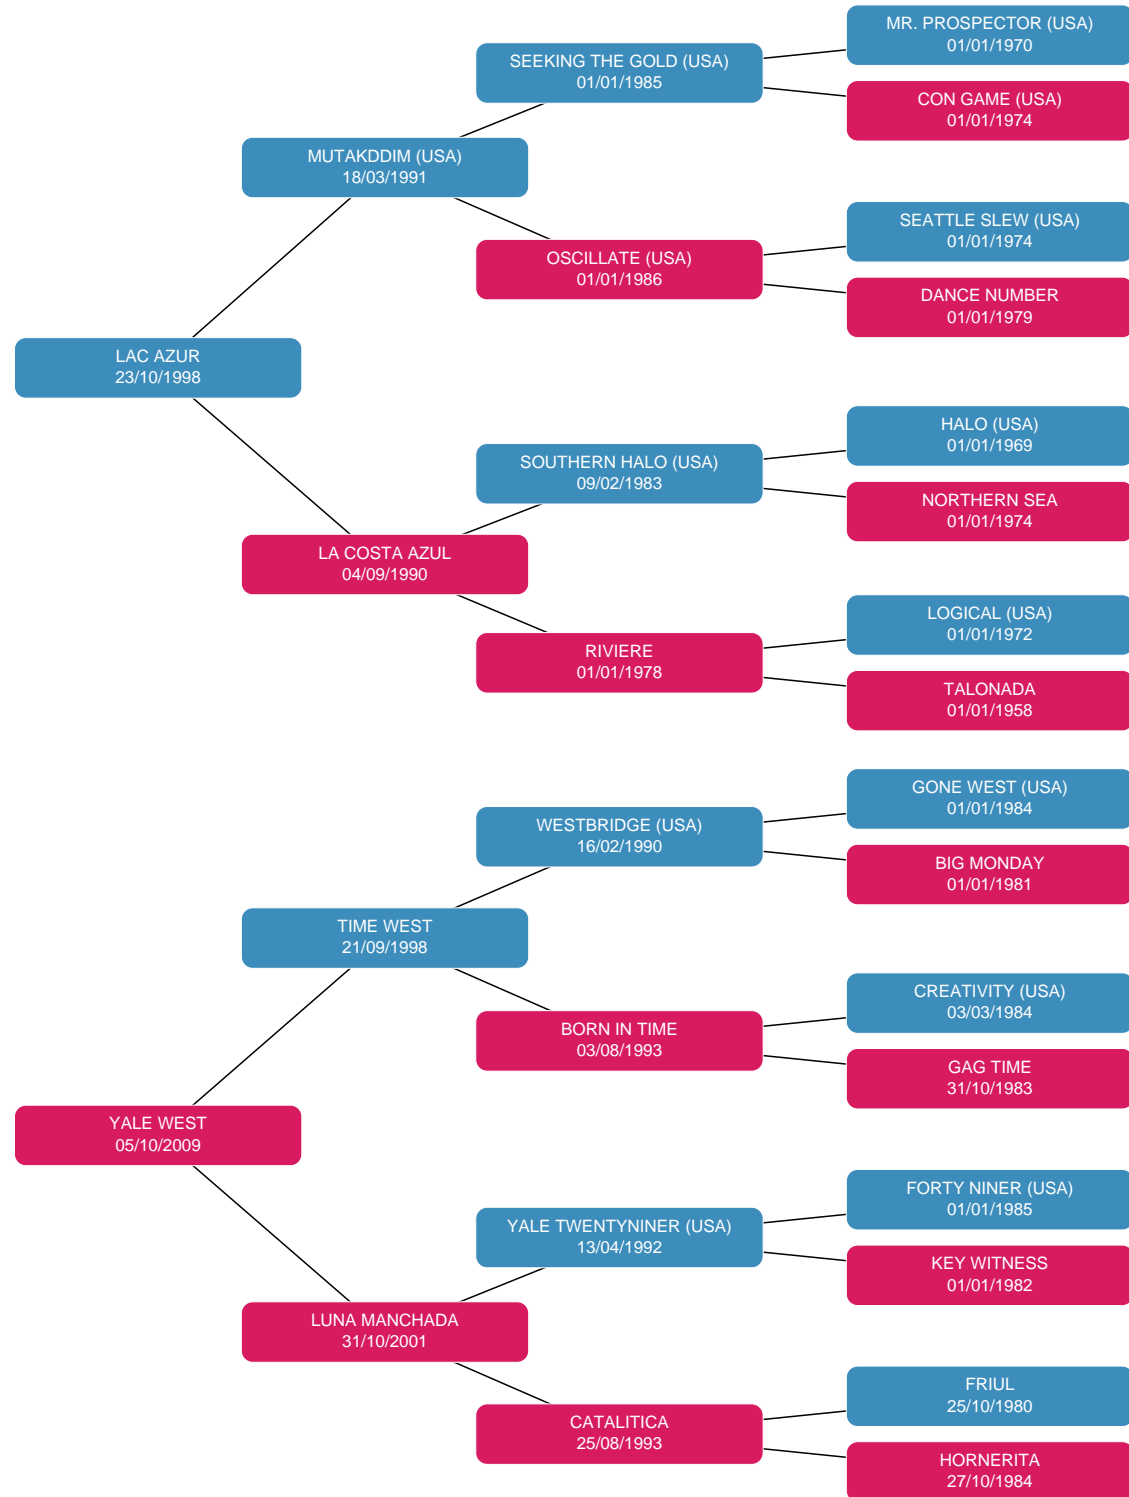 MR. PROSPECTOR (USA)
01/01/1970
SEEKING THE GOLD (USA)
01/01/1985
CON GAME (USA)
01/01/1974
MUTAKDDIM (USA)
18/03/1991
SEATTLE SLEW (USA)
01/01/1974
OSCILLATE (USA)
01/01/1986
DANCE NUMBER
01/01/1979
LAC AZUR
23/10/1998
HALO (USA)
01/01/1969
SOUTHERN HALO (USA)
09/02/1983
NORTHERN SEA
01/01/1974
LA COSTA AZUL
04/09/1990
LOGICAL (USA)
01/01/1972
RIVIERE
01/01/1978
TALONADA
01/01/1958
GONE WEST (USA)
01/01/1984
WESTBRIDGE (USA)
16/02/1990
BIG MONDAY
01/01/1981
TIME WEST
21/09/1998
CREATIVITY (USA)
03/03/1984
BORN IN TIME
03/08/1993
GAG TIME
31/10/1983
YALE WEST
05/10/2009
FORTY NINER (USA)
01/01/1985
YALE TWENTYNINER (USA)
13/04/1992
KEY WITNESS
01/01/1982
LUNA MANCHADA
31/10/2001
FRIUL
25/10/1980
CATALITICA
25/08/1993
HORNERITA
27/10/1984